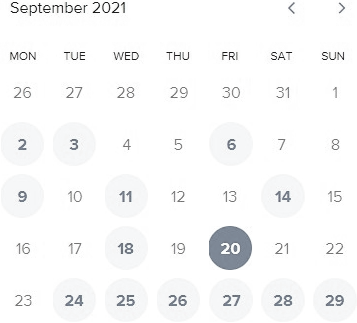 September 2021
MON TUE WED THU FRI SAT SUN
26 27 28 29 30 31 1
2 3 4 5 6 7 8
9 10 11 12 13 14 15
16 17 18 19 20 21 22
23 24 25 26 27 28 29